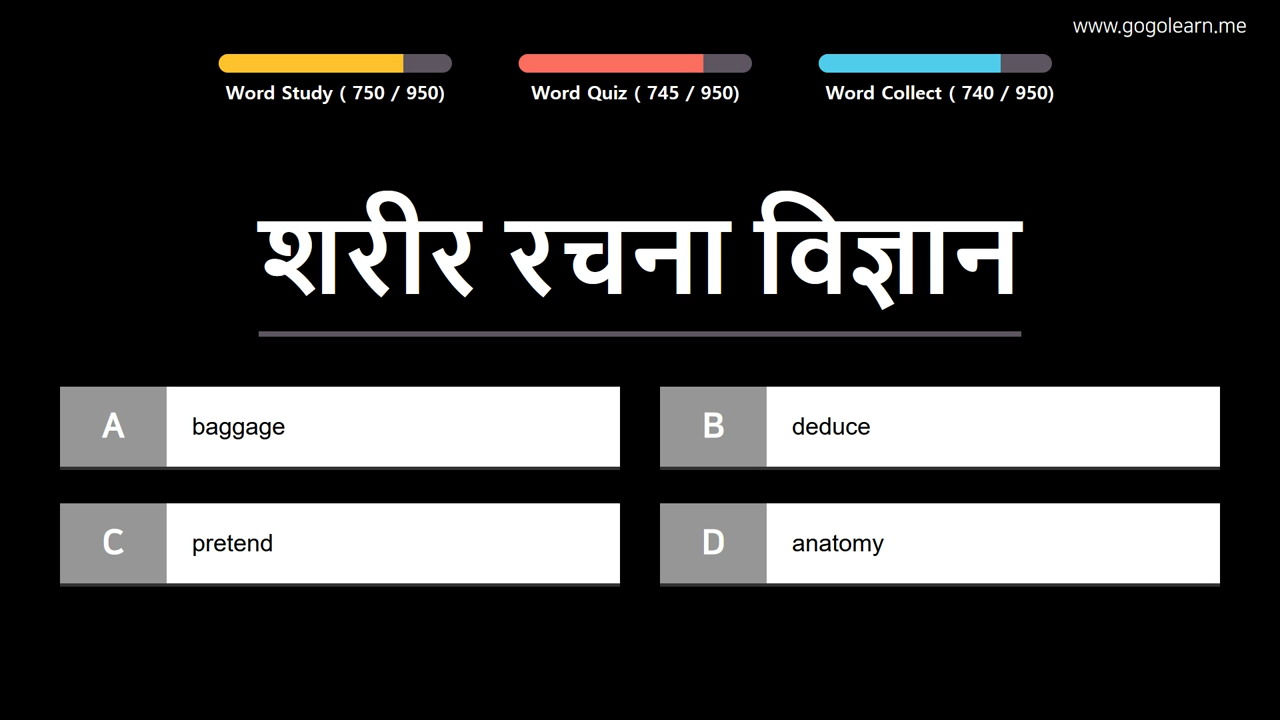 www.gogolearn.me
Word Study ( 750 / 950)
Word Quiz ( 745 / 950)
Word Collect ( 740 / 950)
शरीर रचना विज्ञान
A
baggage
B
deduce
C
pretend
D
anatomy